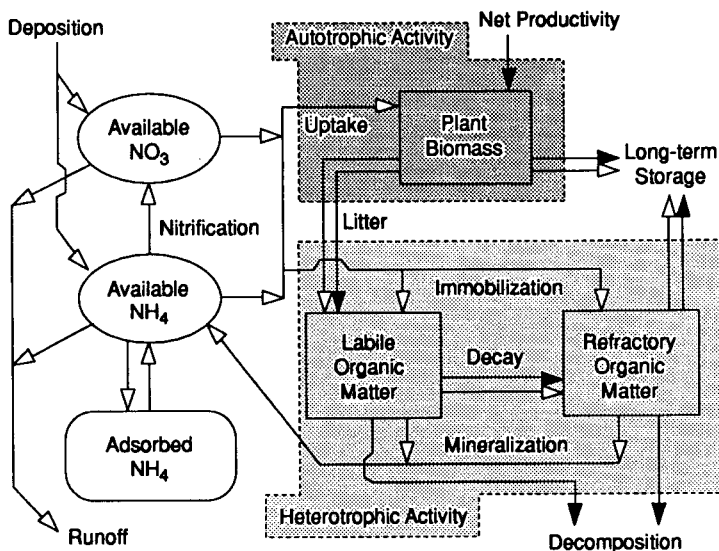 Deposition
Net Productivity
Autotrophic Activity
Available
NO3
Uptake
Plant
Biomass
Long-term
Storage
Nitrification
Litter
Available
NH4
Immobilization
Labile
Organic
Matter
Decay
Refractory
Organic
Matter
Adsorbed
NH4
Mineralization
Heterotrophic Activity
Runoff
Decomposition